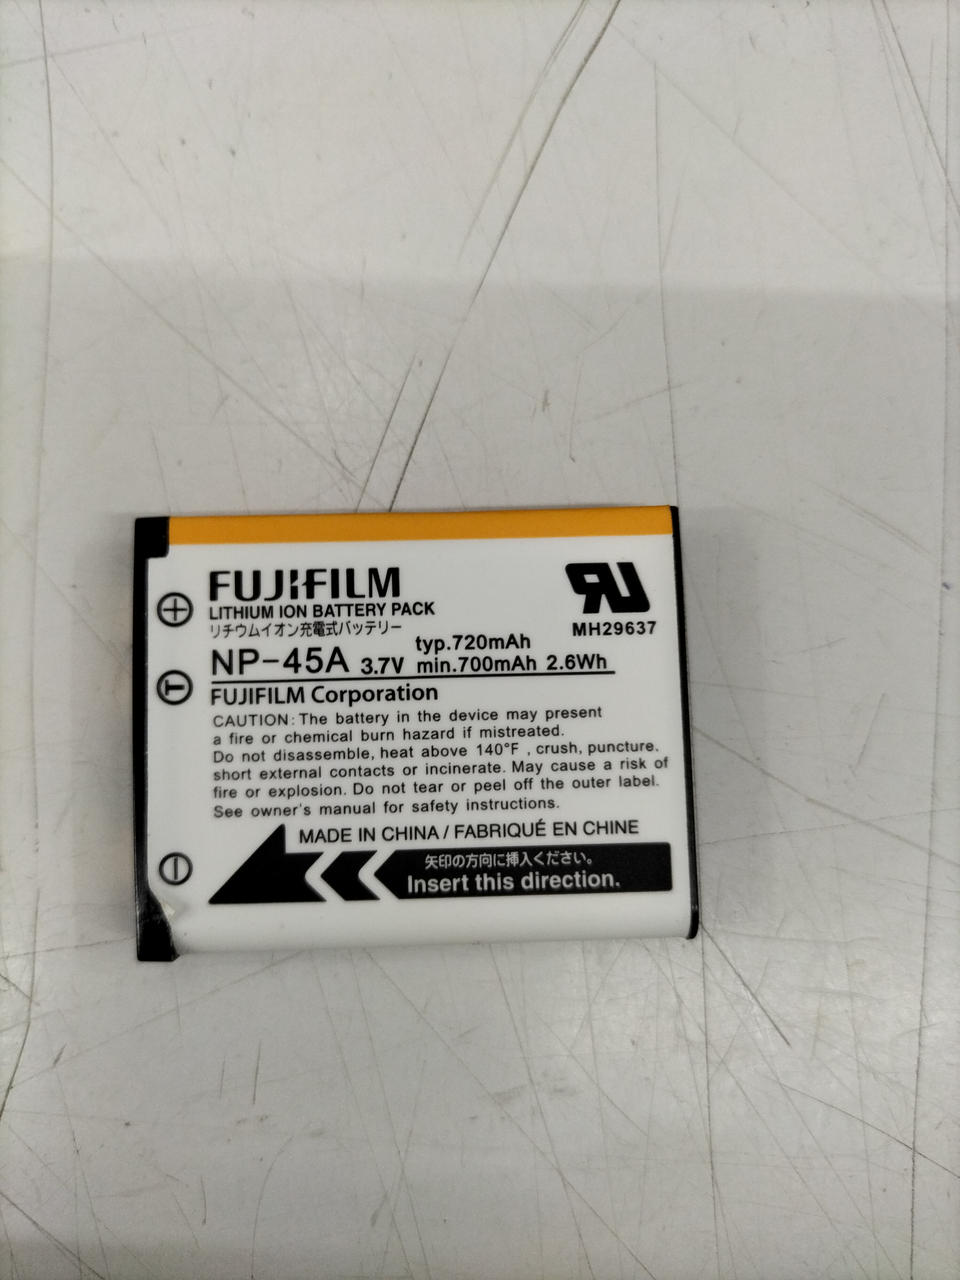 FUJIFILM
LITHIUM ION BATTERY PACK
リチウムイオン充電式バッテリー
NP-45A 3.7V typ.720mAh
min.700mAh 2.6Wh
RU
MH29637
FUJIFILM Corporation
CAUTION: The battery in the device may present
a fire or chemical burn hazard if mistreated.
Do not disassemble, heat above 140°F , crush, puncture.
short external contacts or incinerate. May cause a risk of
fire or explosion. Do not tear or peel off the outer label.
See owner's manual for safety instructions.
MADE IN CHINA / FABRIQUÉ EN CHINE
矢印の方向に挿入ください。
Insert this direction.
+
T
−